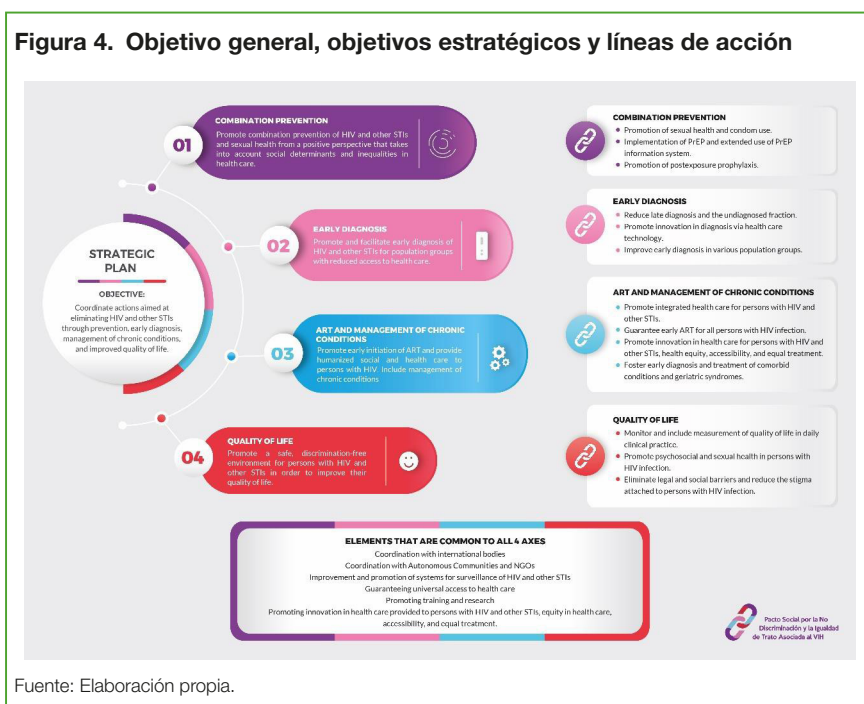 Figura 4. Objetivo general, objetivos estratégicos y líneas de acción
STRATEGIC
PLAN
OBJECTIVE:
Coordinate actions aimed at
eliminating HIV and other STIs
through prevention, early diagnosis,
management of chronic conditions,
and improved quality of life.
01
COMBINATION PREVENTION
Promote combination prevention of HIV and other STIs
and sexual health from a positive perspective that takes
into account social determinants and inequalities in
health care.
02
EARLY DIAGNOSIS
Promote and facilitate early diagnosis of
HIV and other STIs for population groups
with reduced access to health care.
03
ART AND MANAGEMENT OF CHRONIC
CONDITIONS
Promote early initiation of ART and provide
humanized social and health care to
persons with HIV. Include management of
chronic conditions
04
QUALITY OF LIFE
Promote a safe, discrimination-free
environment for persons with HIV and
other STIs in order to improve their
quality of life.
COMBINATION PREVENTION
• Promotion of sexual health and condom use.
• Implementation of PrEP and extended use of PrEP
information system.
• Promotion of postexposure prophylaxis.
EARLY DIAGNOSIS
• Reduce late diagnosis and the undiagnosed fraction.
• Promote innovation in diagnosis via health care
technology.
• Improve early diagnosis in various population groups.
ART AND MANAGEMENT OF CHRONIC CONDITIONS
• Promote integrated health care for persons with HIV and
other STIs.
• Guarantee early ART for all persons with HIV infection.
• Promote innovation in health care for persons with HIV and
other STIs, health equity, accessibility, and equal treatment.
• Foster early diagnosis and treatment of comorbid
conditions and geriatric syndromes.
QUALITY OF LIFE
• Monitor and include measurement of quality of life in daily
clinical practice.
• Promote psychosocial and sexual health in persons with
HIV infection.
• Eliminate legal and social barriers and reduce the stigma
attached to persons with HIV infection.
ELEMENTS THAT ARE COMMON TO ALL 4 AXES
Coordination with international bodies
Coordination with Autonomous Communities and NGOs
Improvement and promotion of systems for surveillance of HIV and other STIs
Guaranteeing universal access to health care
Promoting training and research
Promoting innovation in health care provided to persons with HIV and other STIs, equity in health care,
accessibility, and equal treatment.
Pacto Social por la No
Discriminación y la Igualdad
de Trato Asociada al VIH
Fuente: Elaboración propia.